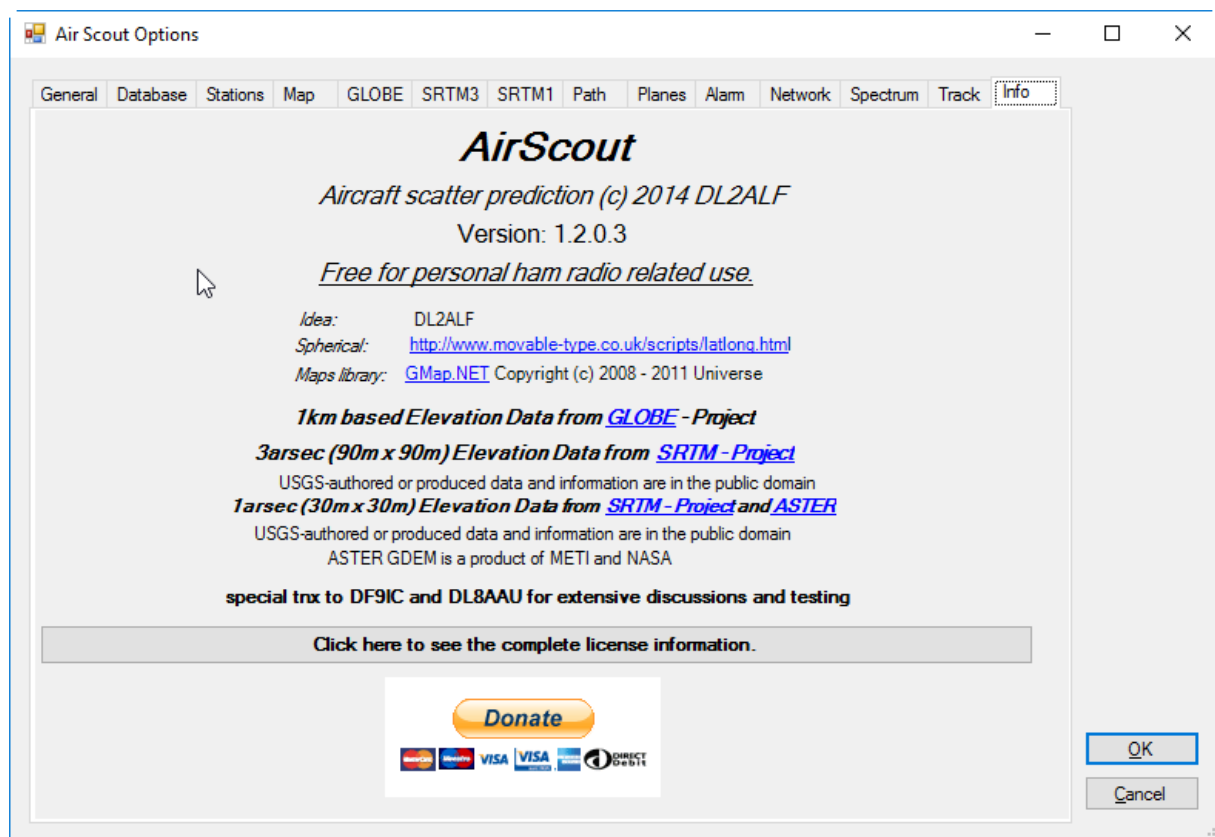 Air Scout Options
General Database Stations Map GLOBE SRTM3 SRTM1 Path Planes Alarm Network Spectrum Track Info
AirScout
Aircraft scatter prediction (c) 2014 DL2ALF
Version: 1.2.0.3
Free for personal ham radio related use.
Idea: DL2ALF
Spherical: http://www.movable-type.co.uk/scripts/latlong.html
Maps library: GMap.NET Copyright (c) 2008 - 2011 Universe
1km based Elevation Data from GLOBE - Project
3arsec (90m x 90m) Elevation Data from SRTM - Project
USGS-authored or produced data and information are in the public domain
1arsec (30m x 30m) Elevation Data from SRTM - Project and ASTER
USGS-authored or produced data and information are in the public domain
ASTER GDEM is a product of METI and NASA
special tnx to DF9IC and DL8AAU for extensive discussions and testing
Click here to see the complete license information.
Donate
VISA VISA DIRECT Debit
OK
Cancel